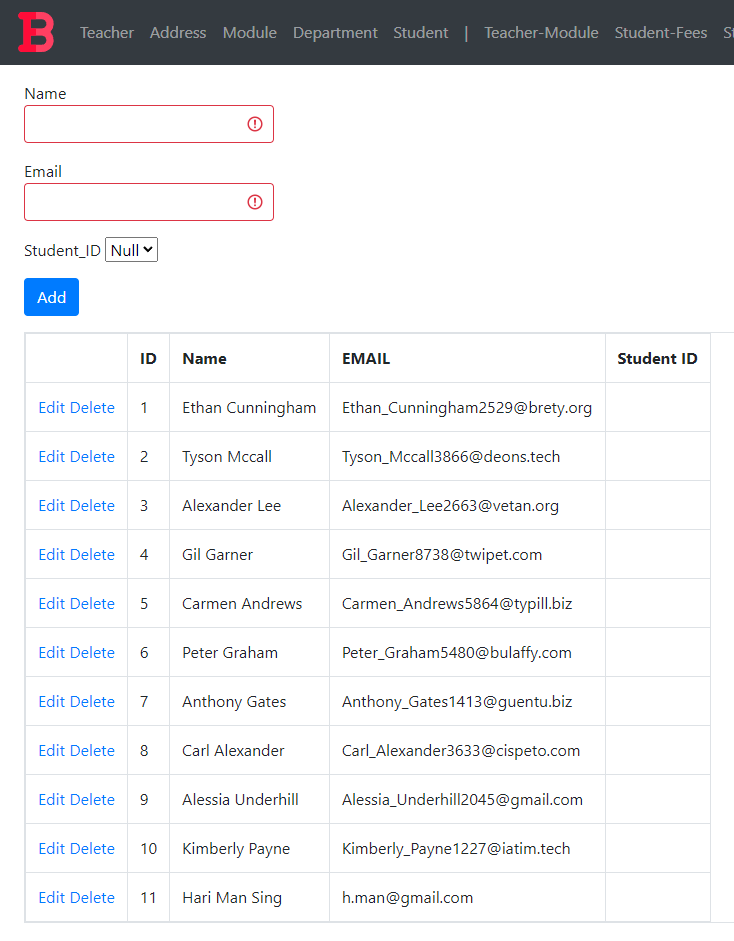 B Teacher Address Module Department Student | Teacher-Module Student-Fees
Name
Email
Student_ID Null
Add
ID Name EMAIL Student ID
Edit Delete 1 Ethan Cunningham Ethan_Cunningham2529@brety.org
Edit Delete 2 Tyson Mccall Tyson_Mccall3866@deons.tech
Edit Delete 3 Alexander Lee Alexander_Lee2663@vetan.org
Edit Delete 4 Gil Garner Gil_Garner8738@twipet.com
Edit Delete 5 Carmen Andrews Carmen_Andrews5864@typill.biz
Edit Delete 6 Peter Graham Peter_Graham5480@bulaffy.com
Edit Delete 7 Anthony Gates Anthony_Gates1413@guentu.biz
Edit Delete 8 Carl Alexander Carl_Alexander3633@cispeto.com
Edit Delete 9 Alessia Underhill Alessia_Underhill2045@gmail.com
Edit Delete 10 Kimberly Payne Kimberly_Payne1227@iatim.tech
Edit Delete 11 Hari Man Sing h.man@gmail.com